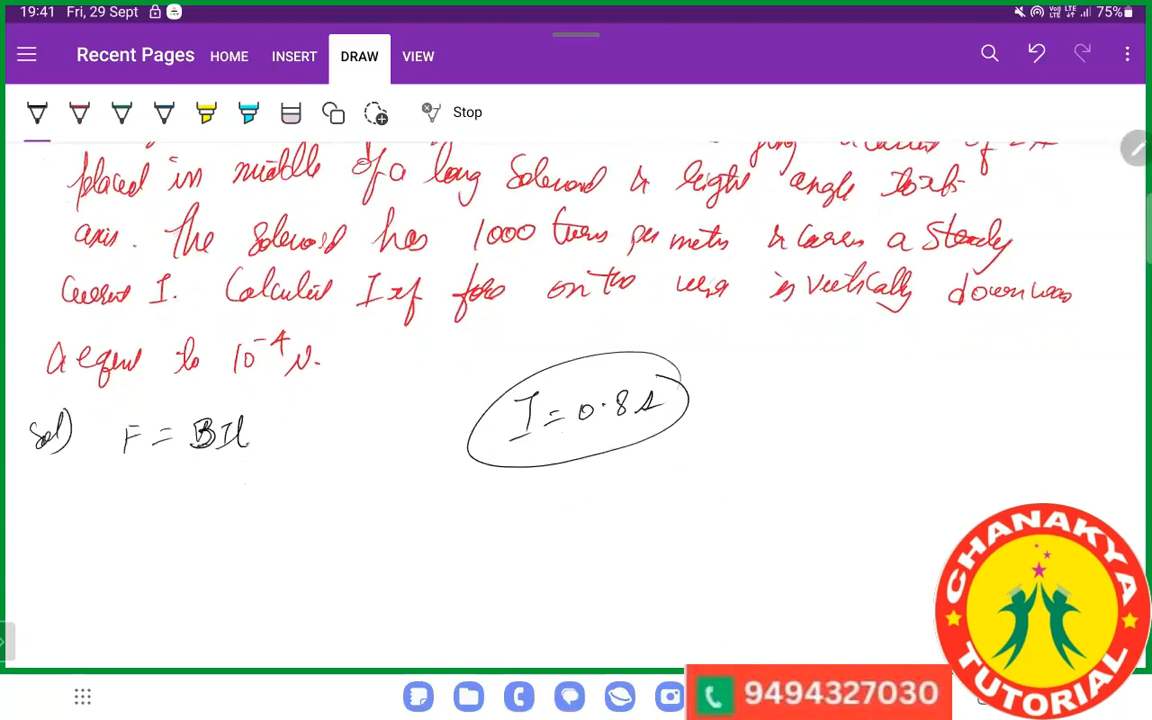 19:41 Fri, 29 Sept 75%
Recent Pages HOME INSERT DRAW VIEW
Stop
placed in middle of a long Solenoid & right angle to its
axis. The solenoid has 1000 turns per metre & carries a Steady
Current I. Calculate I if force on the wire is vertically downwards
& equal to 10⁻⁴ N.
Sol) F = BIl
I = 0.8 A
CHANAKYA
TUTORIAL
9494327030